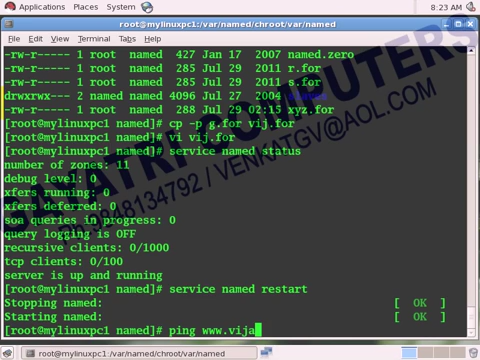 Applications Places System 8:23 AM
root@mylinuxpc1:/var/named/chroot/var/named
File Edit View Terminal Tabs Help
-rw-r----- 1 root named 427 Jan 17 2007 named.zero
-rw-r----- 1 root named 285 Jul 29 2011 r.for
-rw-r----- 1 root named 285 Jul 29 2011 s.for
drwxrwx--- 2 named named 4096 Jul 27 2004
-rw-r----- 1 root named 288 Jul 29 02:15 xyz.for
[root@mylinuxpc1 named]# cp -p g.for vij.for
[root@mylinuxpc1 named]# vi vij.for
[root@mylinuxpc1 named]# service named status
number of zones: 11
debug level: 0
xfers running: 0
xfers deferred: 0
soa queries in progress: 0
query logging is OFF
recursive clients: 0/1000
tcp clients: 0/100
server is up and running
[root@mylinuxpc1 named]# service named restart
Stopping named: [ OK ]
Starting named: [ OK ]
[root@mylinuxpc1 named]# ping www.vija
GAYATRI COMPUTERS
Ph:9848134792 / VENKATGV@AOL.COM
root@mylinuxpc1:/var/named/chroot/var/named